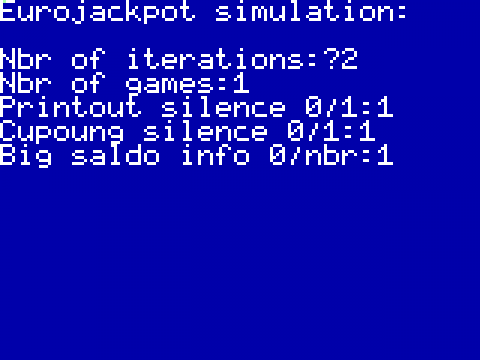 Eurojackpot simulation:
Nbr of iterations:?2
Nbr of games:1
Printout silence 0/1:1
Cupoung silence 0/1:1
Big saldo info 0/nbr:1